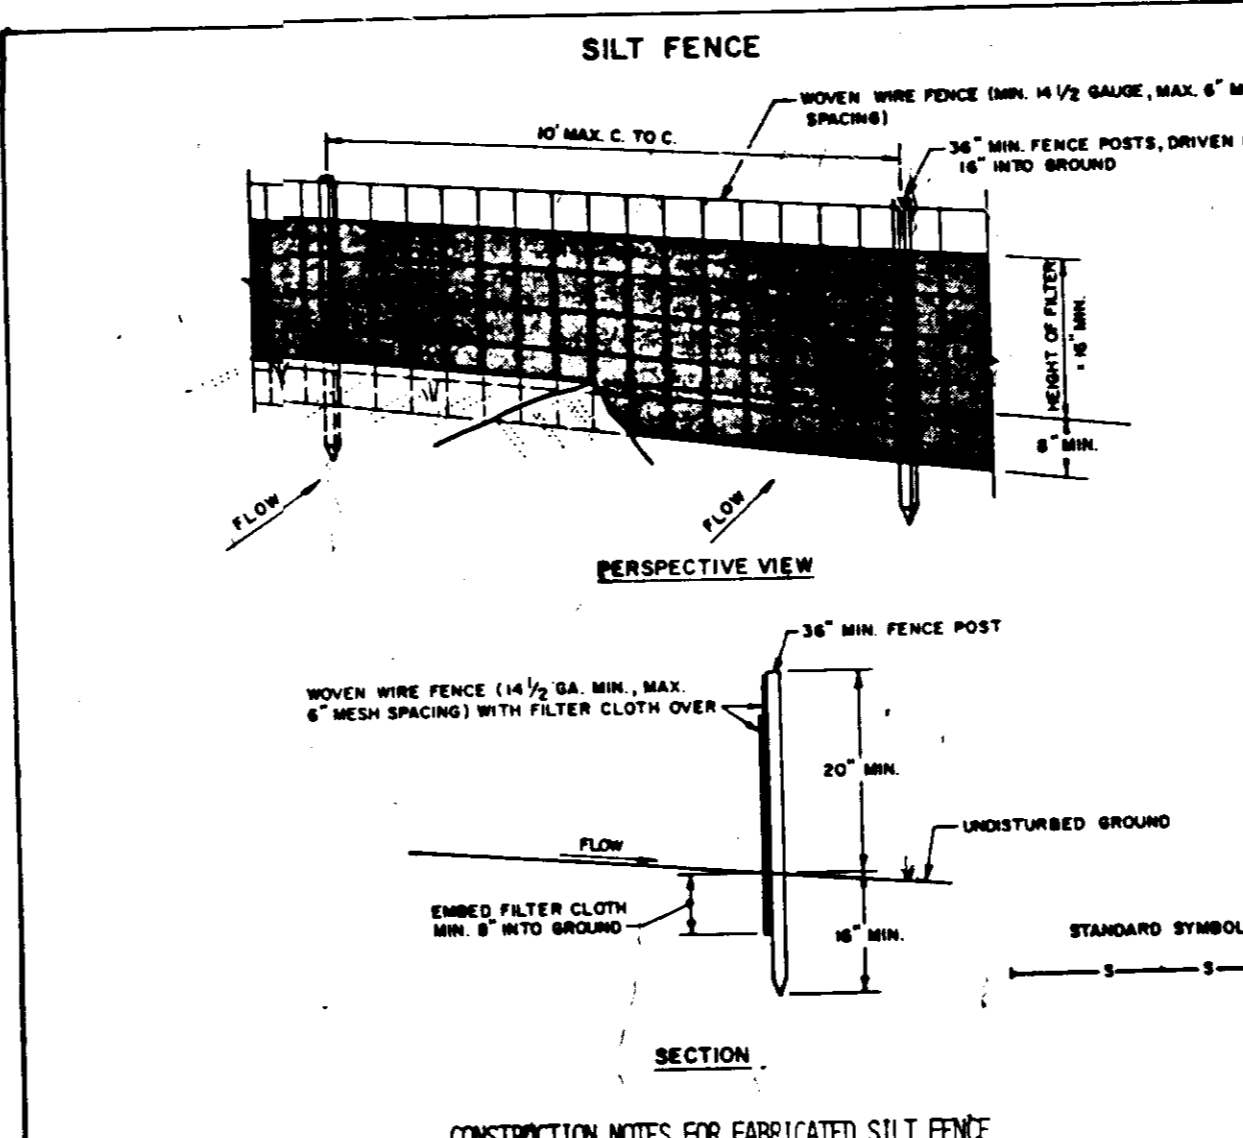 SILT FENCE
WOVEN WIRE FENCE (MIN. 14 1/2 GAUGE, MAX. 6" M
SPACING)
10' MAX. C. TO C.
36" MIN. FENCE POSTS, DRIVEN
16" INTO GROUND
HEIGHT OF FILTER
= 16" MIN.
8" MIN.
FLOW
FLOW
PERSPECTIVE VIEW
36" MIN. FENCE POST
WOVEN WIRE FENCE (14 1/2 GA. MIN., MAX.
6" MESH SPACING) WITH FILTER CLOTH OVER
20" MIN.
UNDISTURBED GROUND
FLOW
EMBED FILTER CLOTH
MIN. 8" INTO GROUND
16" MIN.
STANDARD SYMBOL
S S
SECTION
CONSTRUCTION NOTES FOR FABRICATED SILT FENCE